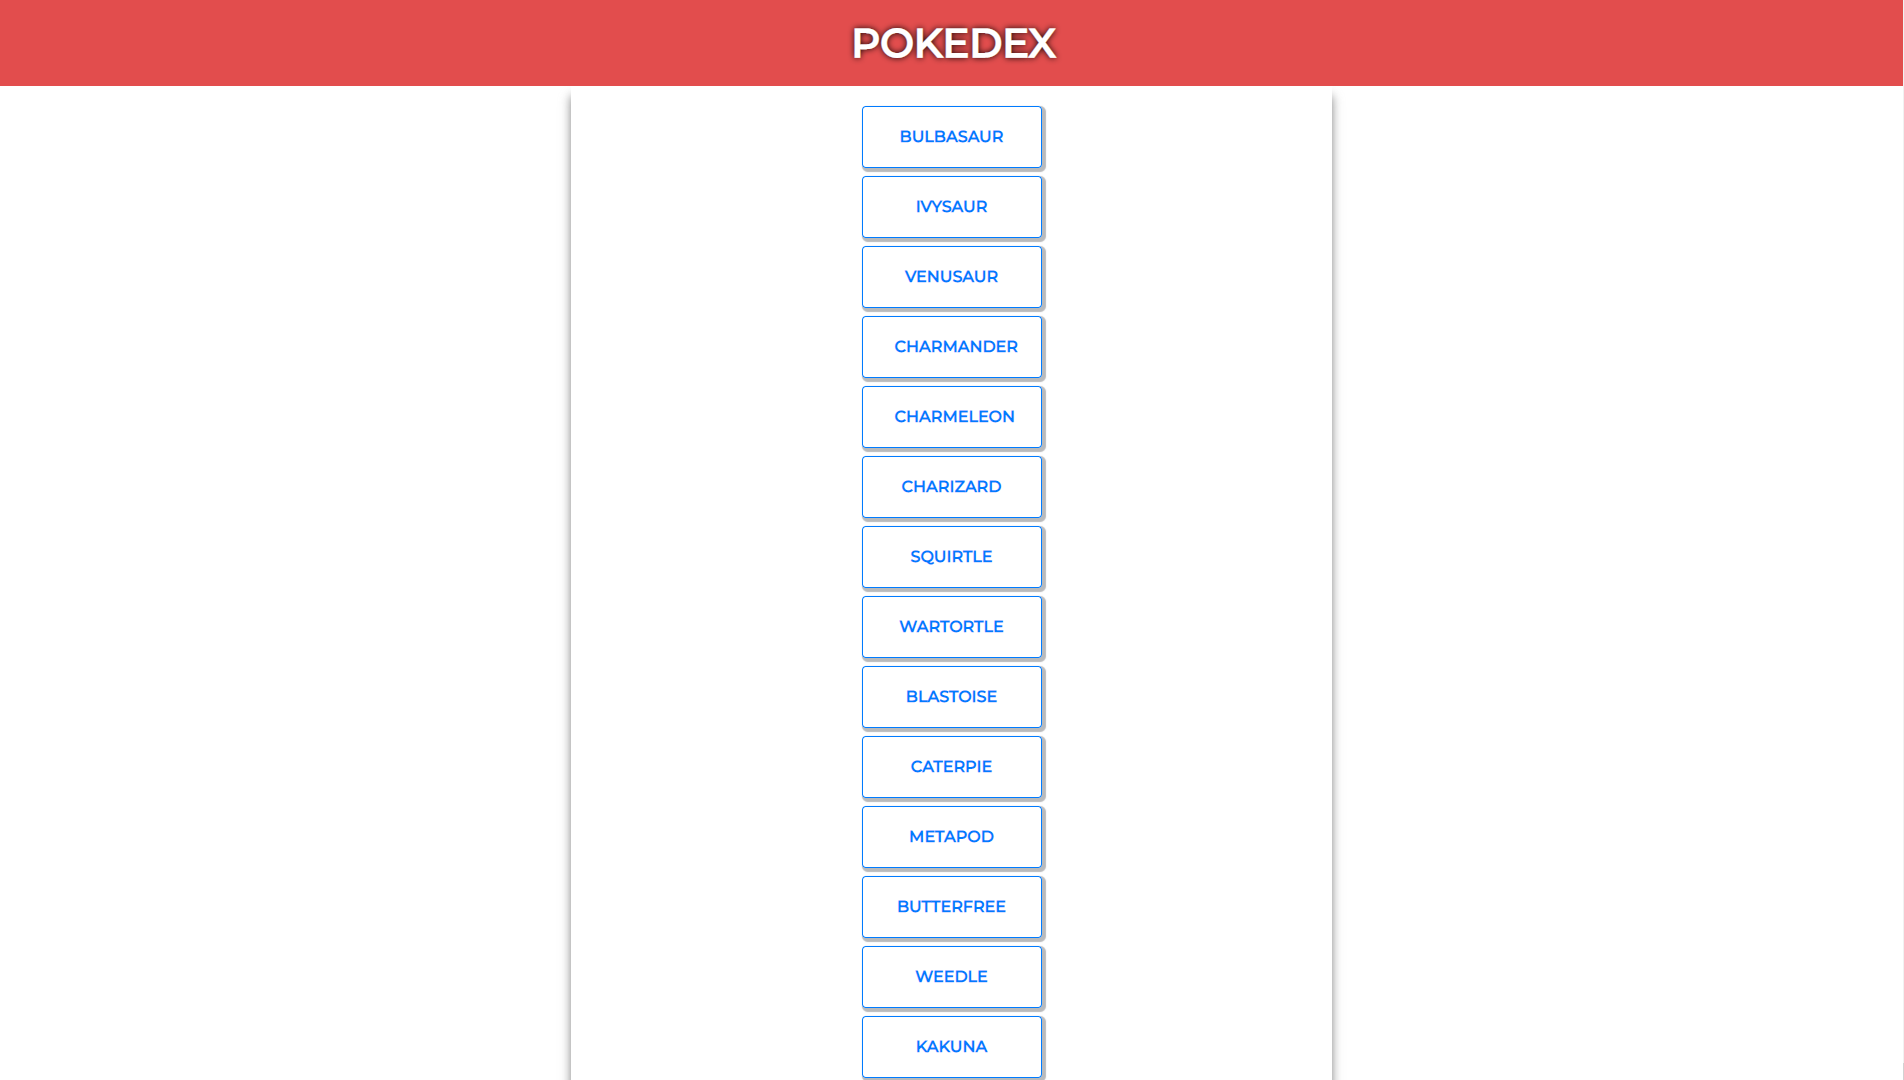 POKEDEX
BULBASAUR
IVYSAUR
VENUSAUR
CHARMANDER
CHARMELEON
CHARIZARD
SQUIRTLE
WARTORTLE
BLASTOISE
CATERPIE
METAPOD
BUTTERFREE
WEEDLE
KAKUNA